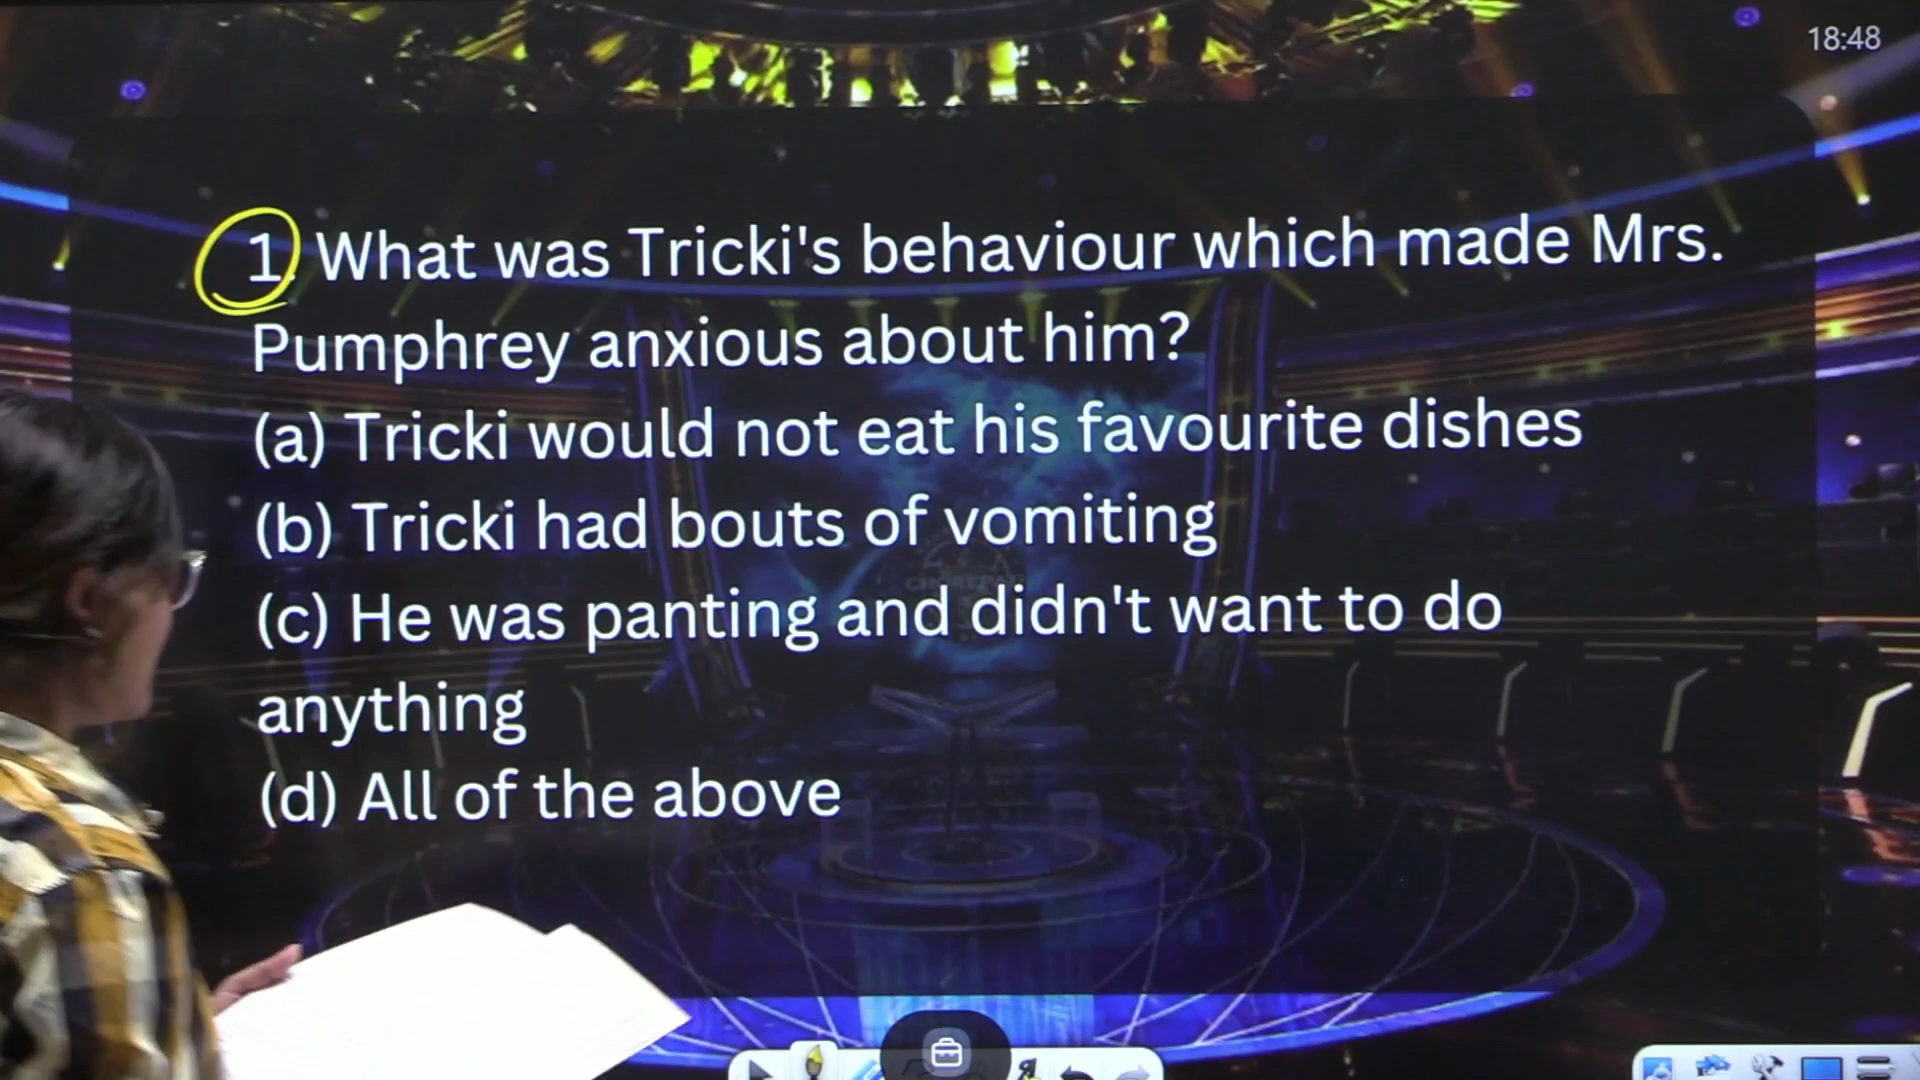 18:48
1. What was Tricki's behaviour which made Mrs.
Pumphrey anxious about him?
(a) Tricki would not eat his favourite dishes
(b) Tricki had bouts of vomiting
(c) He was panting and didn't want to do
anything
(d) All of the above